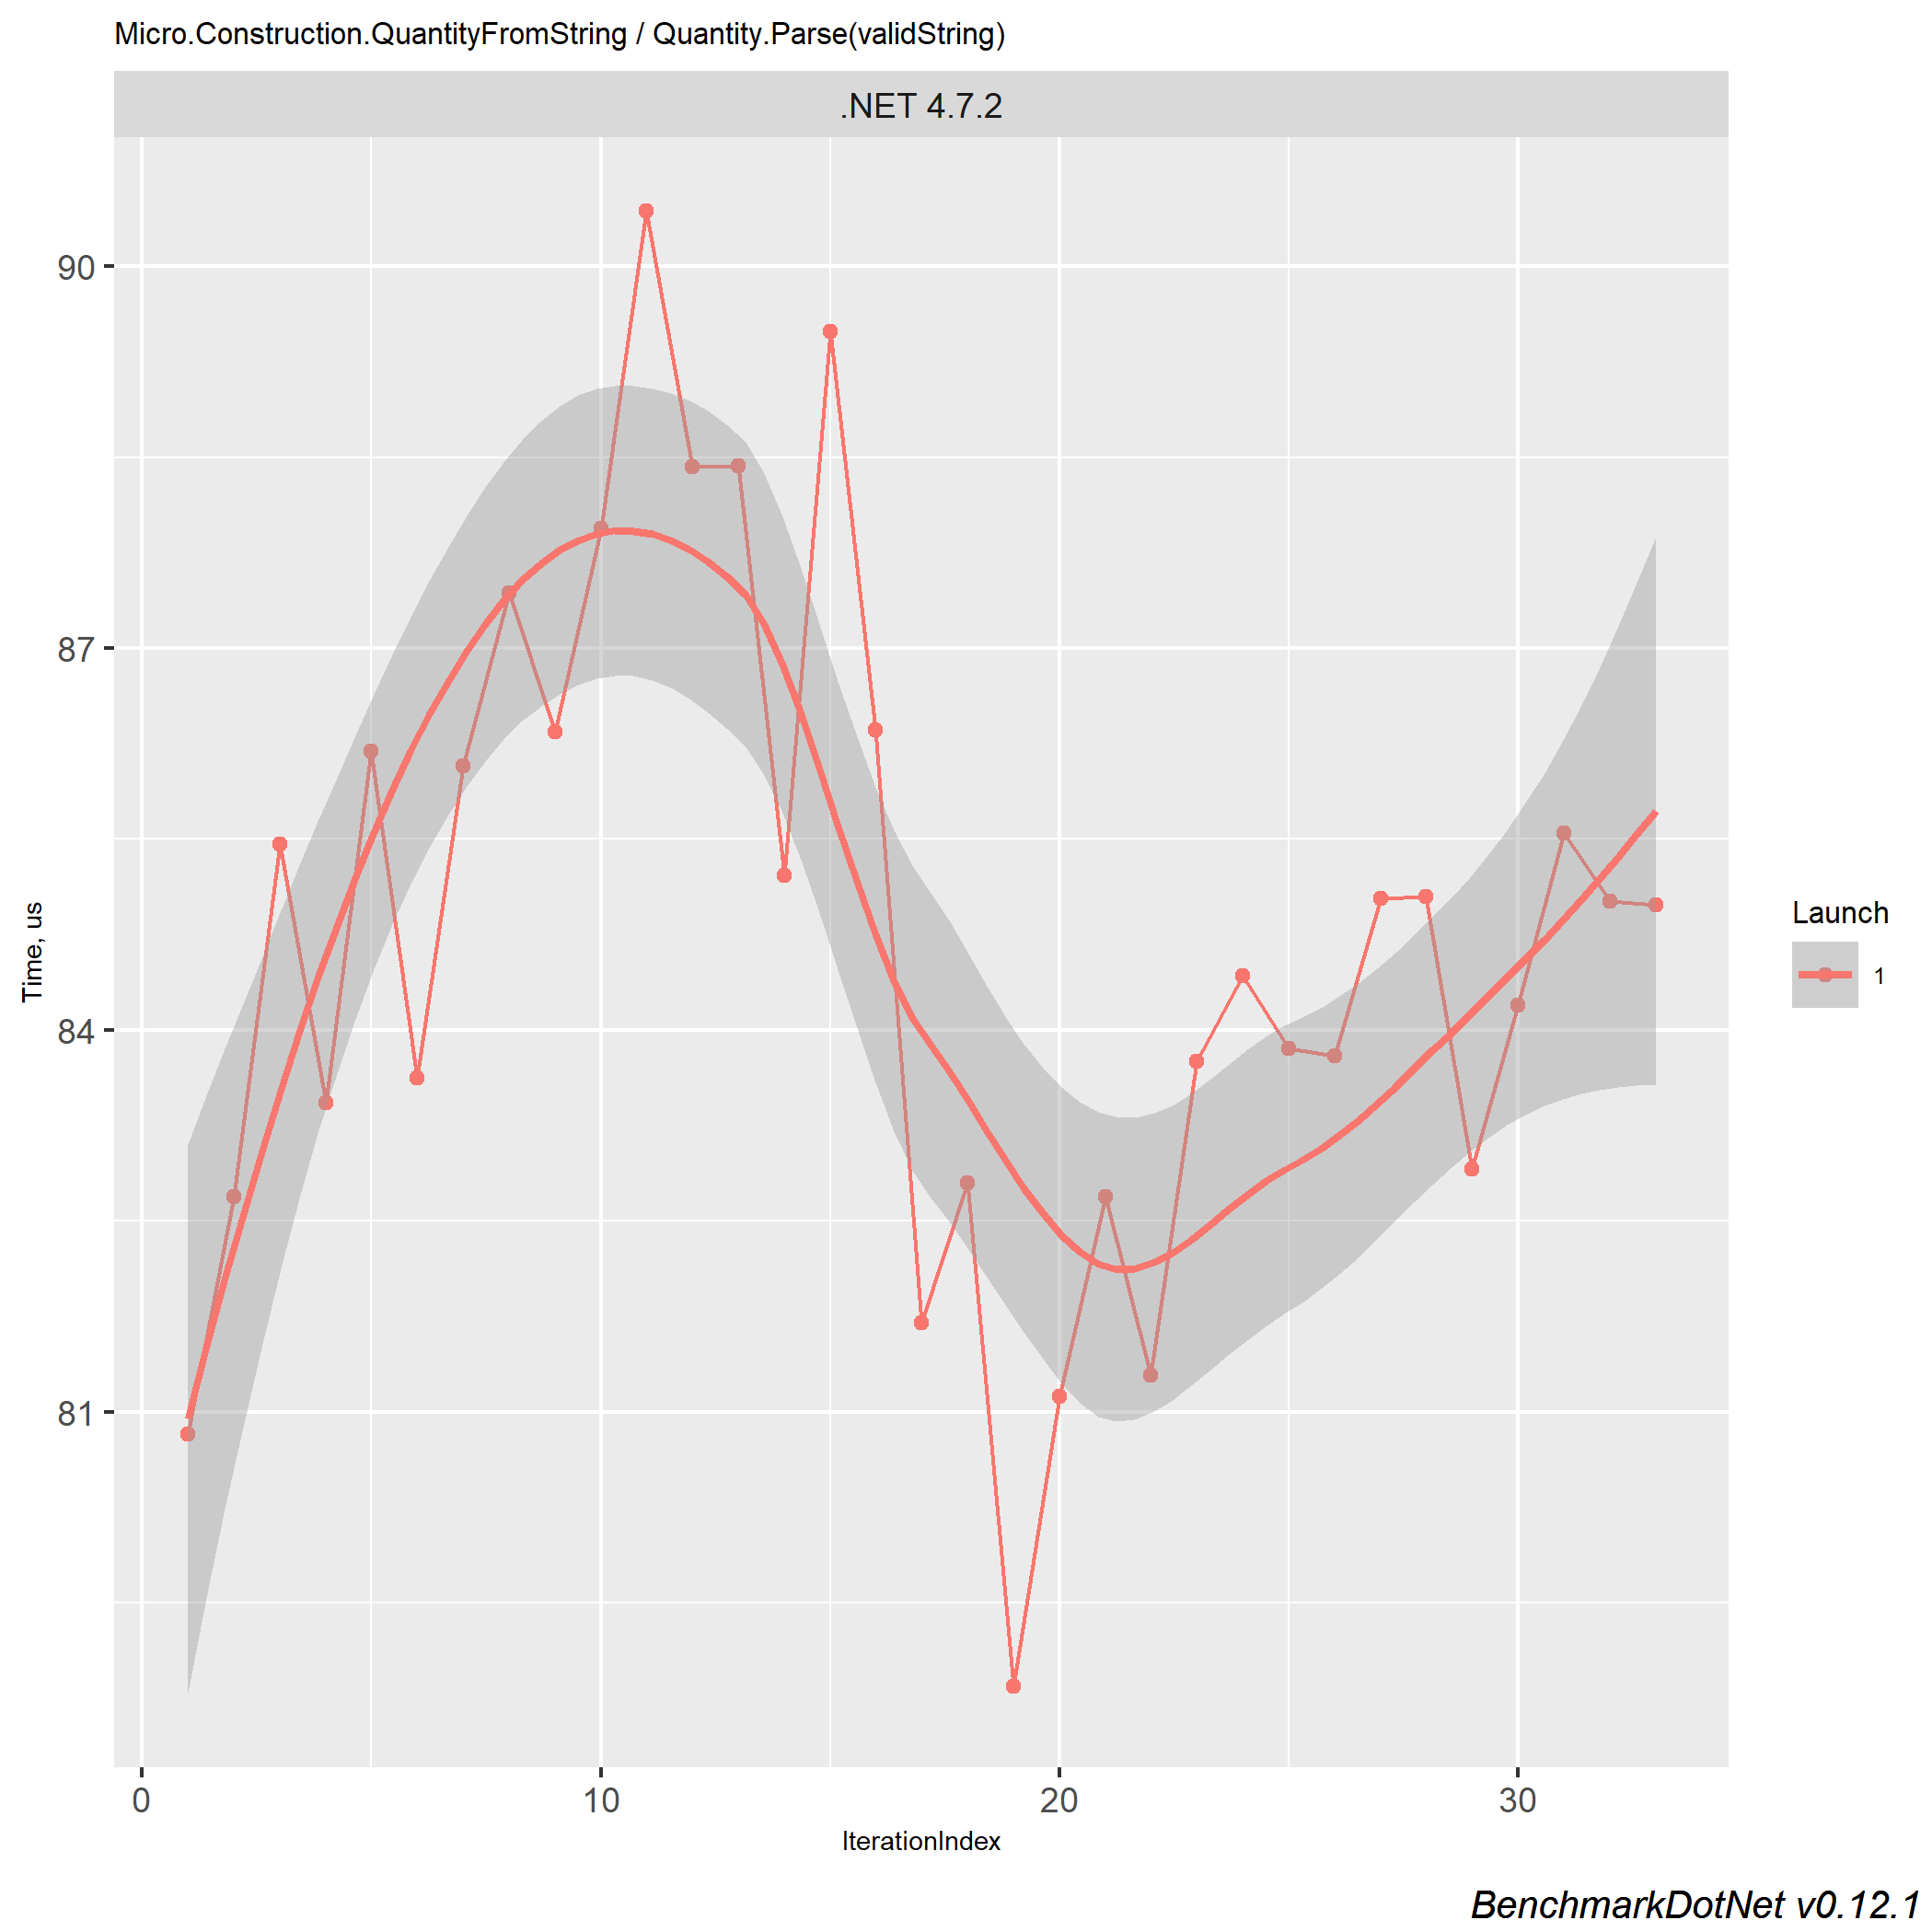 Micro.Construction.QuantityFromString / Quantity.Parse(validString)
.NET 4.7.2
90
87
84
81
Time, us
0 10 20 30
IterationIndex
Launch
1
BenchmarkDotNet v0.12.1